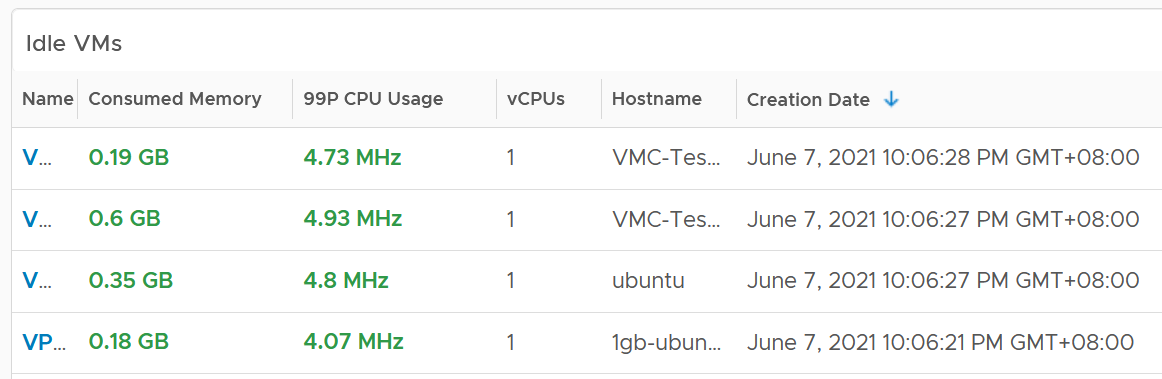 Idle VMs
Name Consumed Memory 99P CPU Usage vCPUs Hostname Creation Date
V... 0.19 GB 4.73 MHz 1 VMC-Tes... June 7, 2021 10:06:28 PM GMT+08:00
V... 0.6 GB 4.93 MHz 1 VMC-Tes... June 7, 2021 10:06:27 PM GMT+08:00
V... 0.35 GB 4.8 MHz 1 ubuntu June 7, 2021 10:06:27 PM GMT+08:00
VP... 0.18 GB 4.07 MHz 1 1gb-ubun... June 7, 2021 10:06:21 PM GMT+08:00